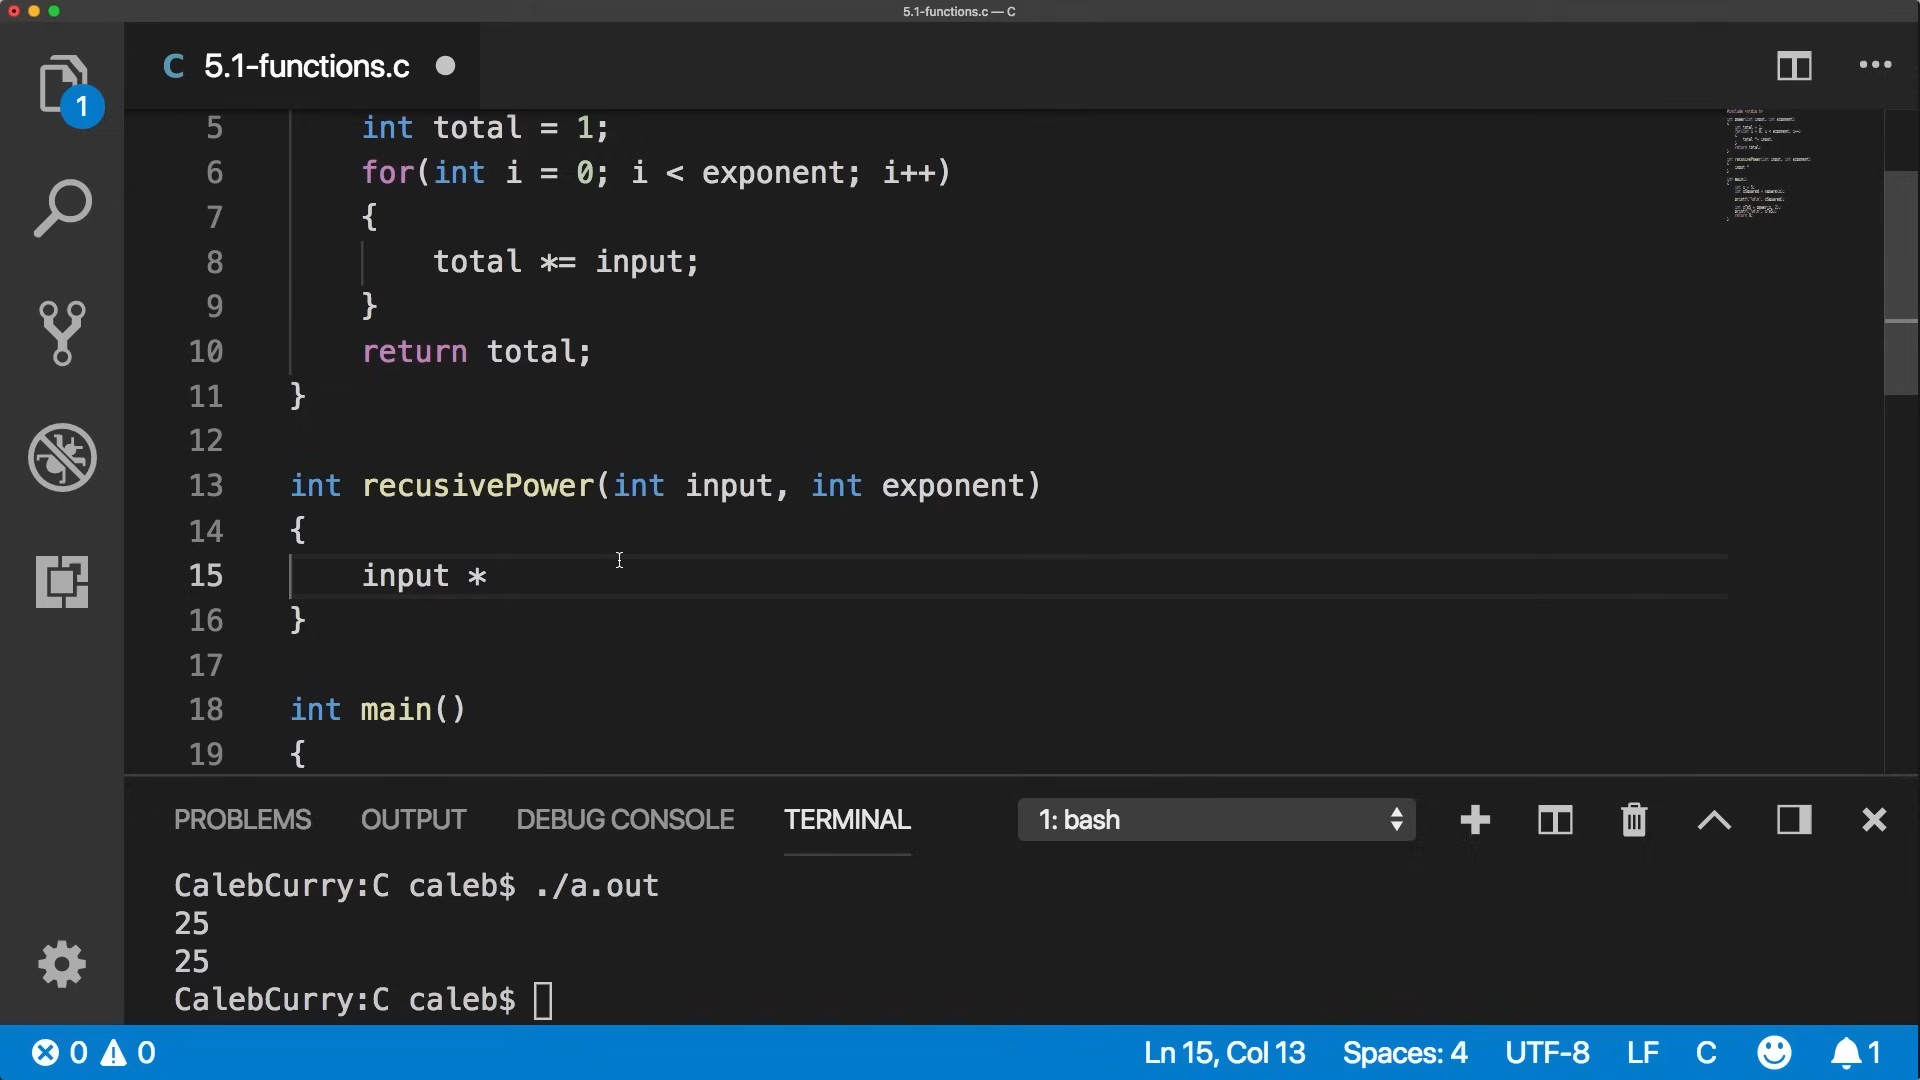 5.1-functions.c — C
1
C 5.1-functions.c
5 int total = 1;
6 for(int i = 0; i < exponent; i++)
7 {
8 total *= input;
9 }
10 return total;
11 }
12
13 int recusivePower(int input, int exponent)
14 {
15 input *
16 }
17
18 int main()
19 {
PROBLEMS OUTPUT DEBUG CONSOLE TERMINAL 1: bash
CalebCurry:C caleb$ ./a.out
25
25
CalebCurry:C caleb$
0 0 Ln 15, Col 13 Spaces: 4 UTF-8 LF C 1